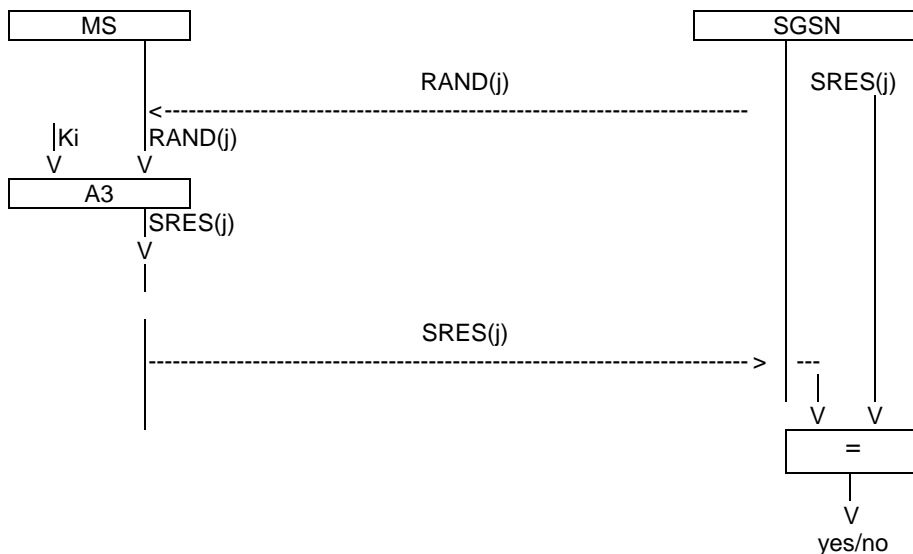 MS SGSN
RAND(j) SRES(j)
<-----------------------------------------------------------------
Ki RAND(j)
V V
A3
SRES(j)
V
SRES(j)
------------------------------------------------------------------ > ---
V V
=
V
yes/no